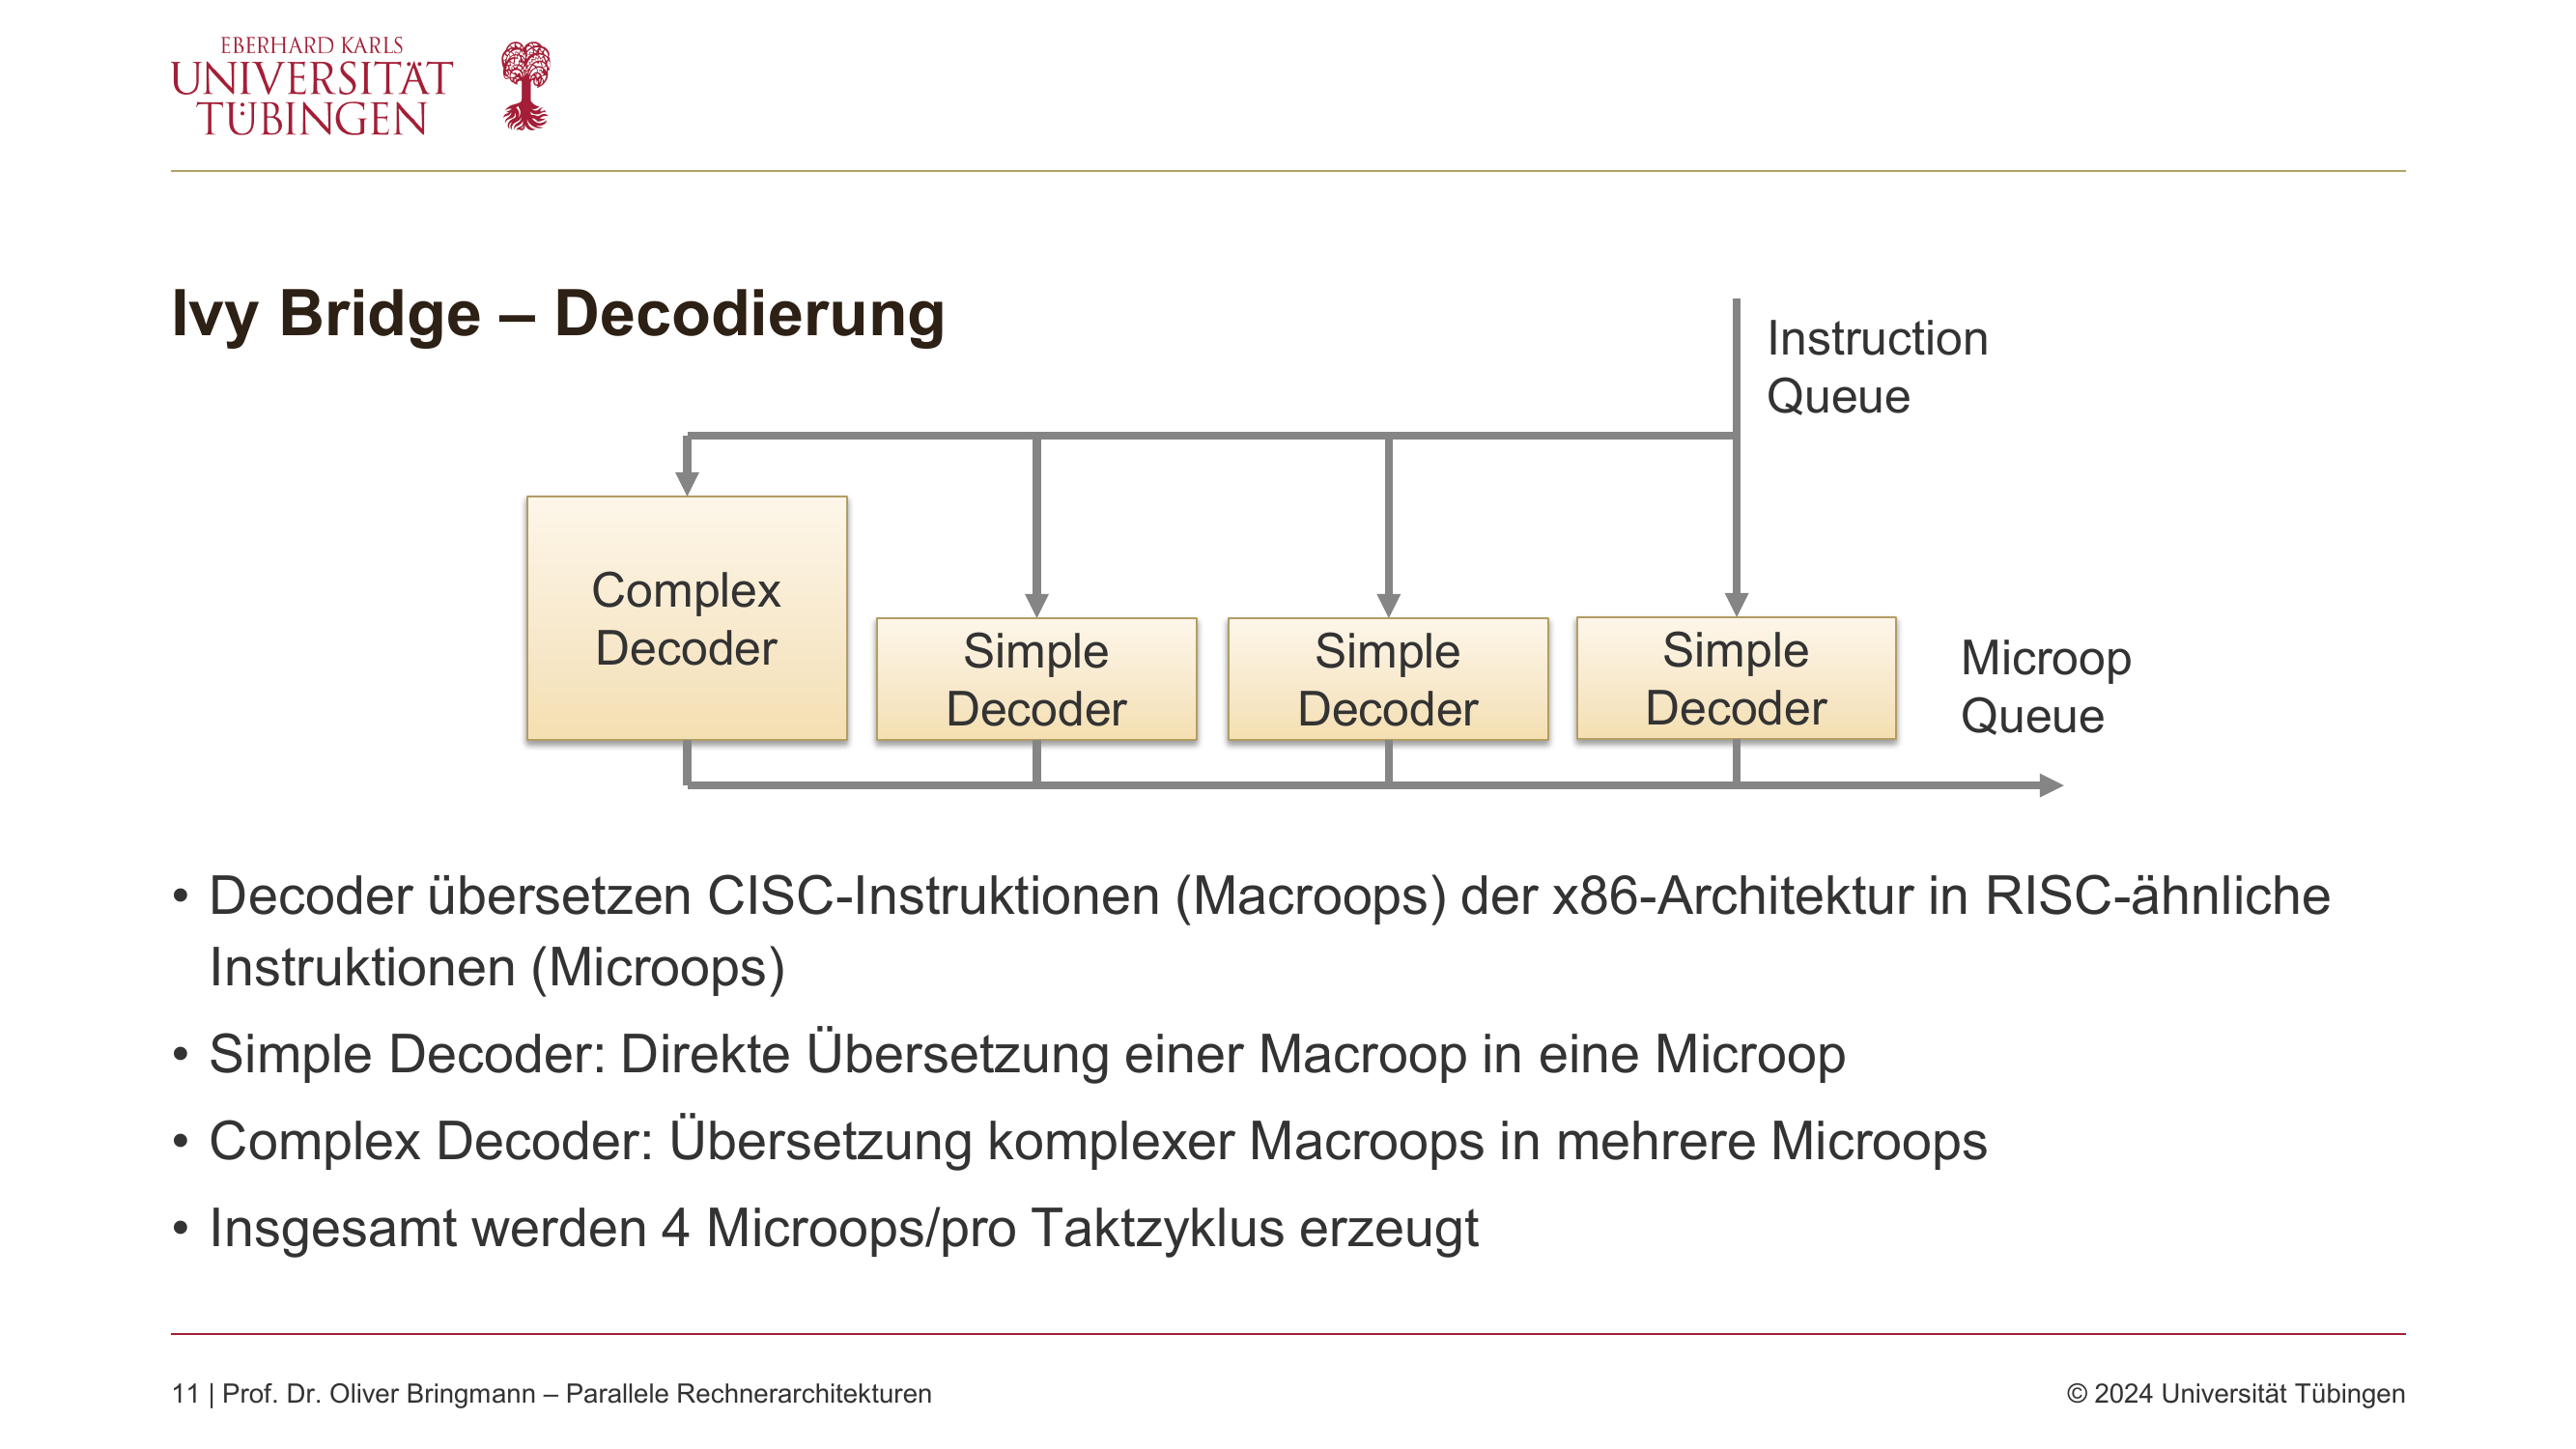 EBERHARD KARLS
UNIVERSITÄT
TÜBINGEN
Ivy Bridge – Decodierung
Instruction
Queue
Complex
Decoder
Simple
Decoder
Simple
Decoder
Simple
Decoder
Microop
Queue
• Decoder übersetzen CISC-Instruktionen (Macroops) der x86-Architektur in RISC-ähnliche
Instruktionen (Microops)
• Simple Decoder: Direkte Übersetzung einer Macroop in eine Microop
• Complex Decoder: Übersetzung komplexer Macroops in mehrere Microops
• Insgesamt werden 4 Microops/pro Taktzyklus erzeugt
11 | Prof. Dr. Oliver Bringmann – Parallele Rechnerarchitekturen
© 2024 Universität Tübingen